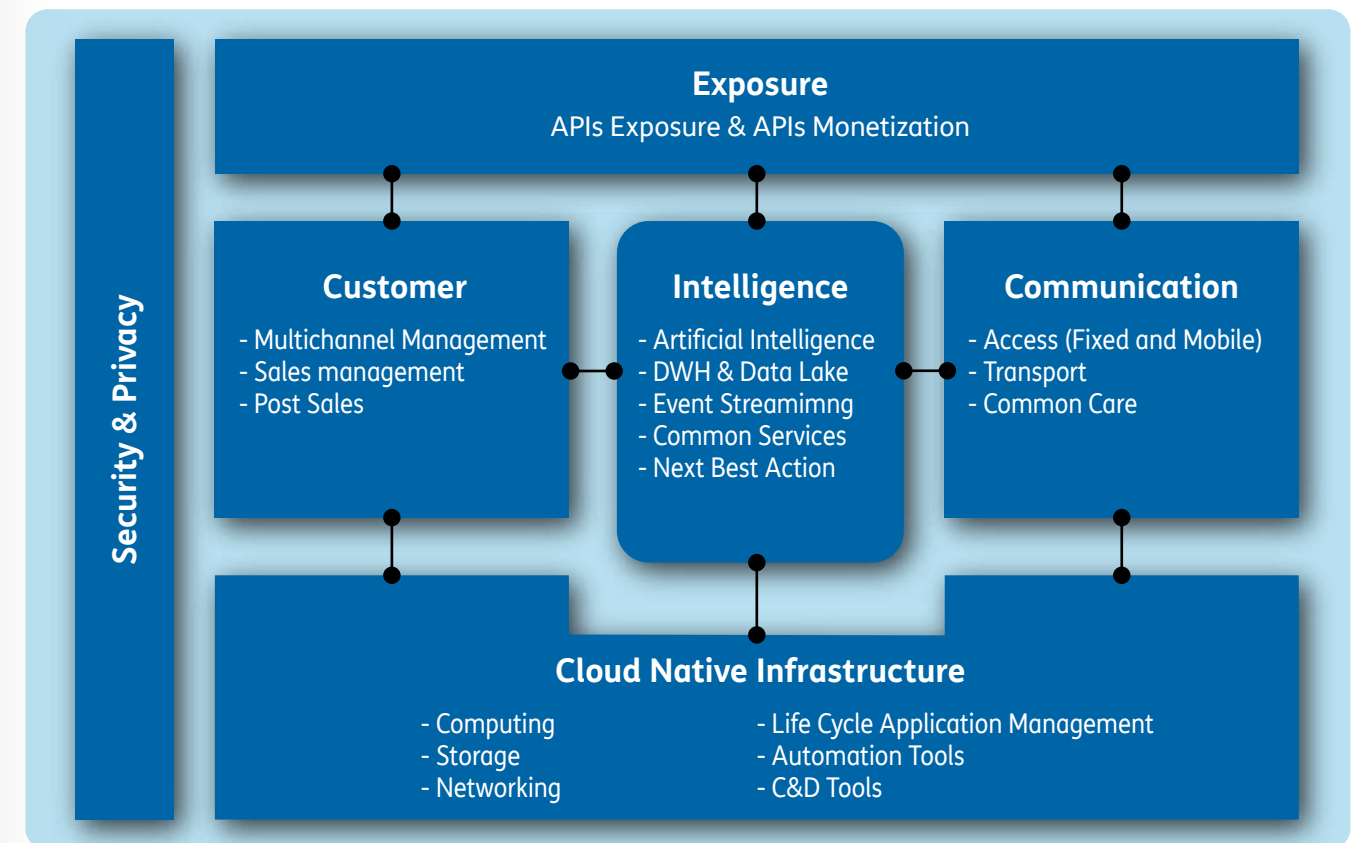 Security & Privacy
Exposure
APIs Exposure & APIs Monetization
Customer
- Multichannel Management
- Sales management
- Post Sales
Intelligence
- Artificial Intelligence
- DWH & Data Lake
- Event Streamimng
- Common Services
- Next Best Action
Communication
- Access (Fixed and Mobile)
- Transport
- Common Care
Cloud Native Infrastructure
- Computing
- Storage
- Networking
- Life Cycle Application Management
- Automation Tools
- C&D Tools